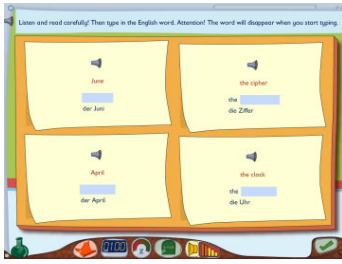 Listen and read carefully! Then type in the English word. Attention! The word will disappear when you start typing.
June
der Juni
the cipher
the
die Ziffer
April
der April
the clock
the
die Uhr